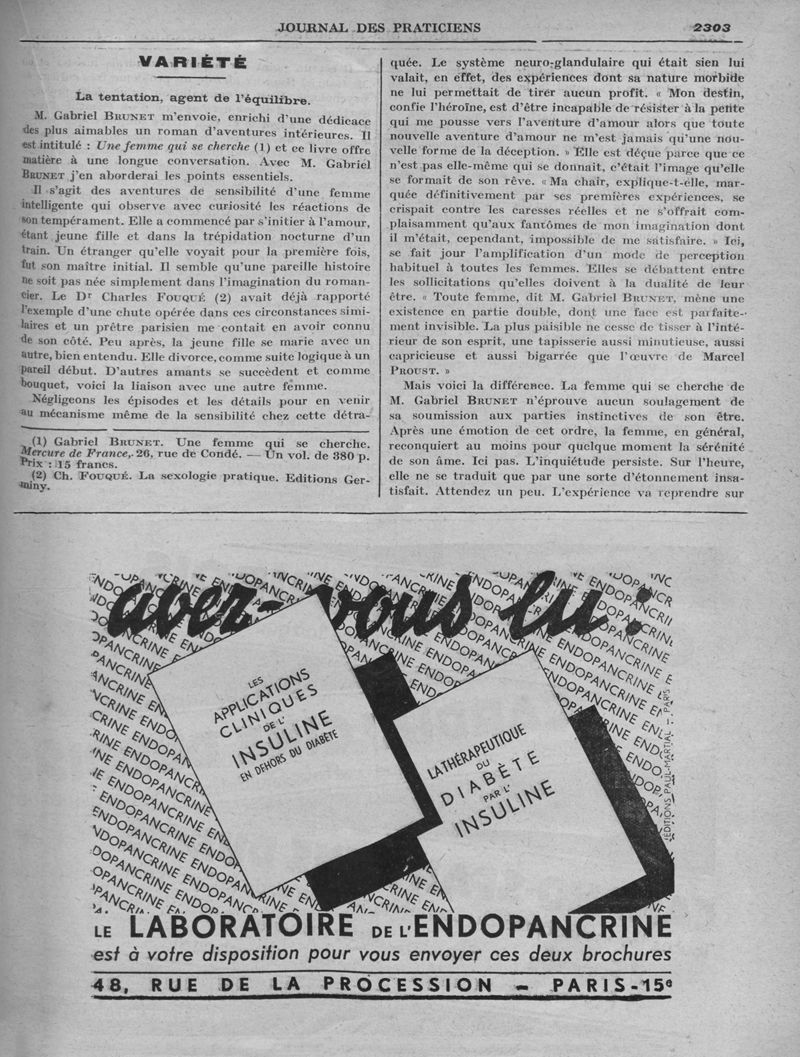 JOURNAL DES PRATICIENS 2303
VARIÉTÉ
La tentation, agent de l'équilibre.
M. Gabriel BRUNET m'envoie, enrichi d'une dédicace
des plus aimables un roman d'aventures intérieures. Il
est intitulé : Une femme qui se cherche (1) et ce livre offre
matière à une longue conversation. Avec M. Gabriel
BRUNET j'en aborderai les points essentiels.
Il s'agit des aventures de sensibilité d'une femme
intelligente qui observe avec curiosité les réactions de
son tempérament. Elle a commencé par s'initier à l'amour,
étant jeune fille et dans la trépidation nocturne d'un
train. Un étranger qu'elle voyait pour la première fois,
fut son maître initial. Il semble qu'une pareille histoire
ne soit pas née simplement dans l'imagination du roman-
cier. Le Dr Charles FOUQUÉ (2) avait déjà rapporté
l'exemple d'une chute opérée dans ces circonstances simi-
laires et un prêtre parisien me contait en avoir connu
de son côté. Peu après, la jeune fille se marie avec un
autre, bien entendu. Elle divorce, comme suite logique à un
pareil début. D'autres amants se succèdent et comme
bouquet, voici la liaison avec une autre femme.
Négligeons les épisodes et les détails pour en venir
au mécanisme même de la sensibilité chez cette détra-
(1) Gabriel BRUNET. Une femme qui se cherche.
Mercure de France, 26, rue de Condé. — Un vol. de 380 p.
Prix : 15 francs.
(2) Ch. FOUQUÉ. La sexologie pratique. Editions Ger-
miny.
quée. Le système neuro-glandulaire qui était sien lui
valait, en effet, des expériences dont sa nature morbide
ne lui permettait de tirer aucun profit. « Mon destin,
confie l'héroïne, est d'être incapable de résister à la pente
qui me pousse vers l'aventure d'amour alors que toute
nouvelle aventure d'amour ne m'est jamais qu'une nou-
velle forme de la déception. » Elle est déçue parce que ce
n'est pas elle-même qui se donnait, c'était l'image qu'elle
se formait de son rêve. « Ma chair, explique-t-elle, mar-
quée définitivement par ses premières expériences, se
crispait contre les caresses réelles et ne s'offrait com-
plaisamment qu'aux fantômes de mon imagination dont
il m'était, cependant, impossible de me satisfaire. » Ici,
se fait jour l'amplification d'un mode de perception
habituel à toutes les femmes. Elles se débattent entre
les sollicitations qu'elles doivent à la dualité de leur
être. « Toute femme, dit M. Gabriel BRUNET, mène une
existence en partie double, dont une face est parfaite-
ment invisible. La plus paisible ne cesse de tisser à l'inté-
rieur de son esprit, une tapisserie aussi minutieuse, aussi
capricieuse et aussi bigarrée que l'œuvre de Marcel
PROUST. »
Mais voici la différence. La femme qui se cherche de
M. Gabriel BRUNET n'éprouve aucun soulagement de
sa soumission aux parties instinctives de son être.
Après une émotion de cet ordre, la femme, en général,
reconquiert au moins pour quelque moment la sérénité
de son âme. Ici pas. L'inquiétude persiste. Sur l'heure,
elle ne se traduit que par une sorte d'étonnement insa-
tisfait. Attendez un peu. L'expérience va reprendre sur
avez-vous lu :
LES
APPLICATIONS
CLINIQUES
DE L'
INSULINE
EN DEHORS DU DIABÈTE
LA THÉRAPEUTIQUE
DU
DIABÈTE
PAR L'
INSULINE
ENDOPANCRINE
ÉDITIONS PAUL-MARTIAL - PARIS
LE LABORATOIRE DE L'ENDOPANCRINE
est à votre disposition pour vous envoyer ces deux brochures
48, RUE DE LA PROCESSION - PARIS-15e